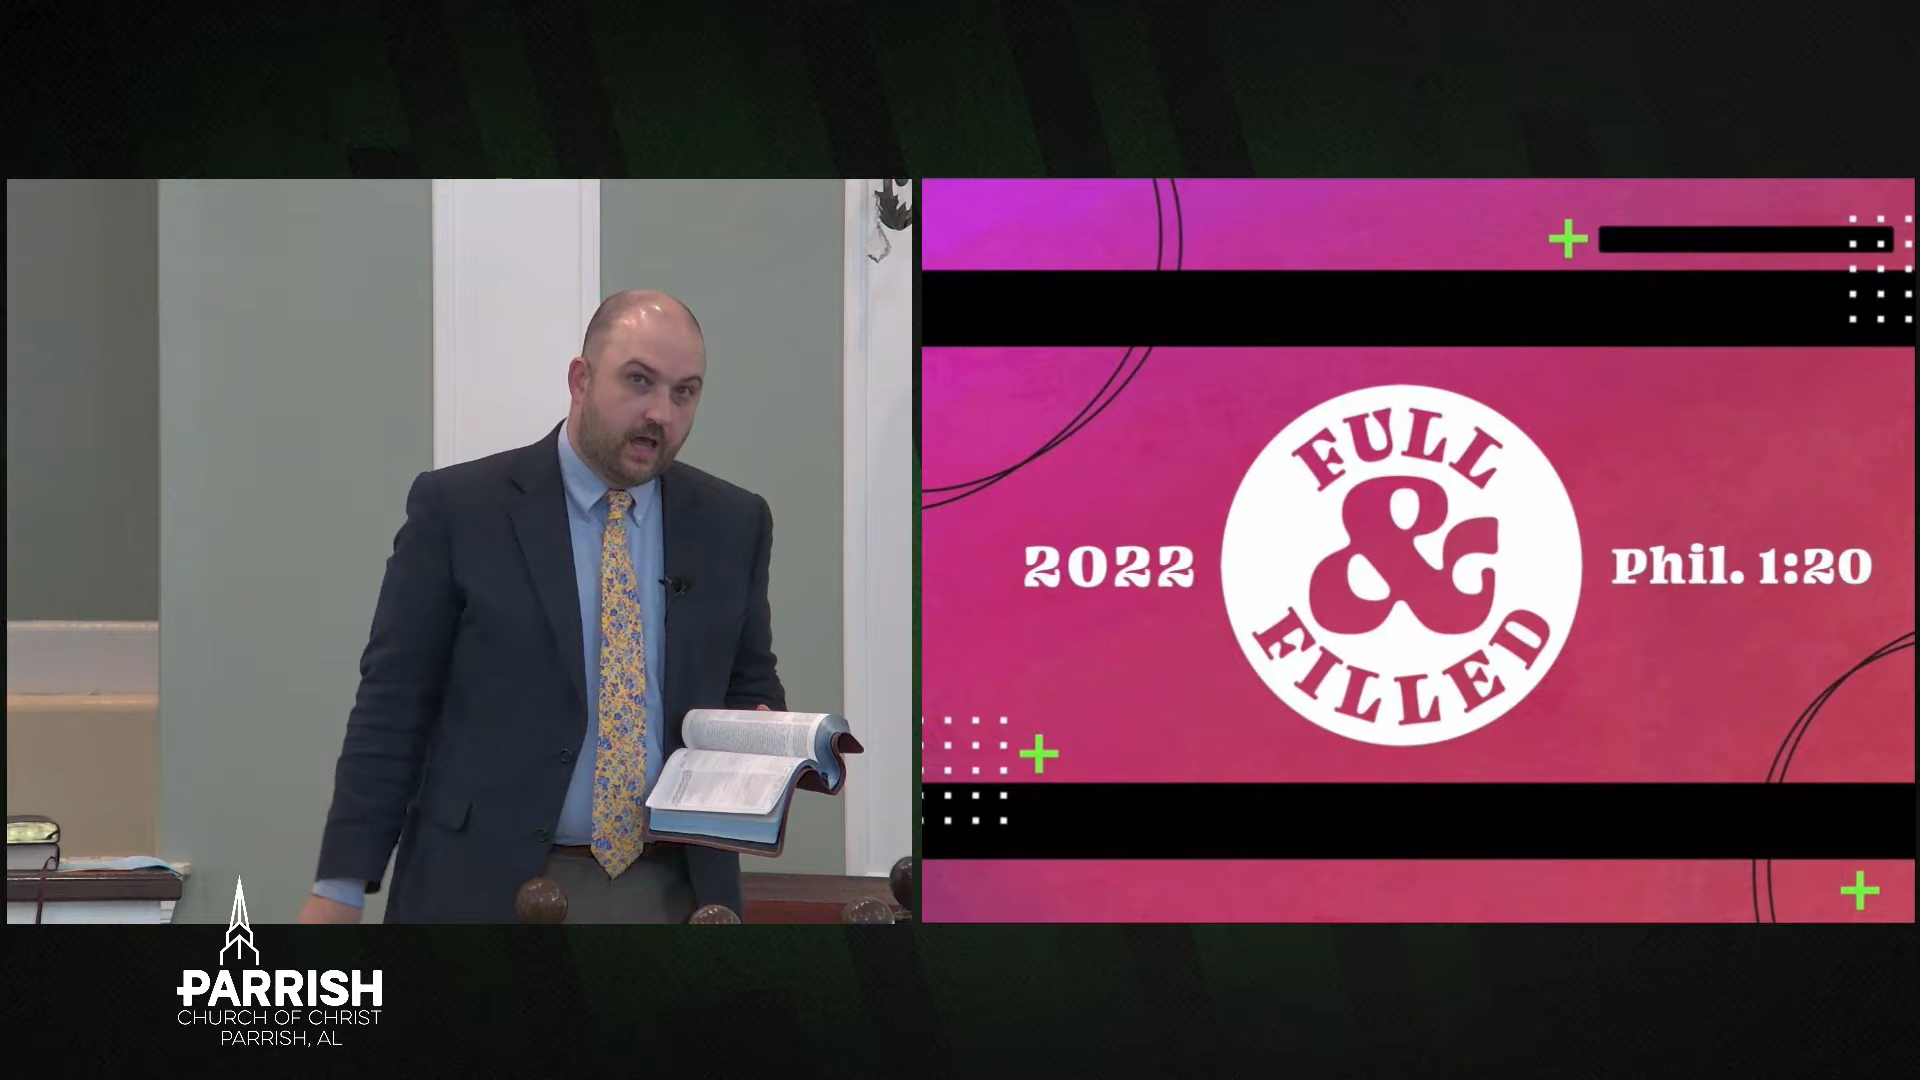 FULL
&
FILLED
2022
Phil. 1:20
PARRISH
CHURCH OF CHRIST
PARRISH, AL